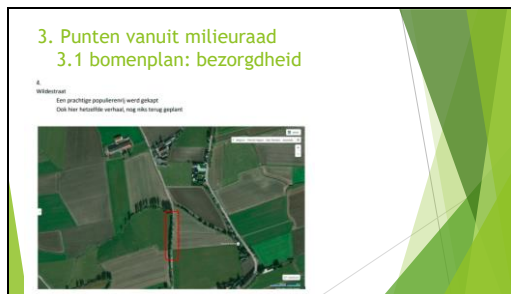 3. Punten vanuit milieuraad
3.1 bomenplan: bezorgdheid
Wildestraat
Een prachtige populierenrij werd gekapt
Ook hier hetzelfde verhaal, nog niks terug geplant